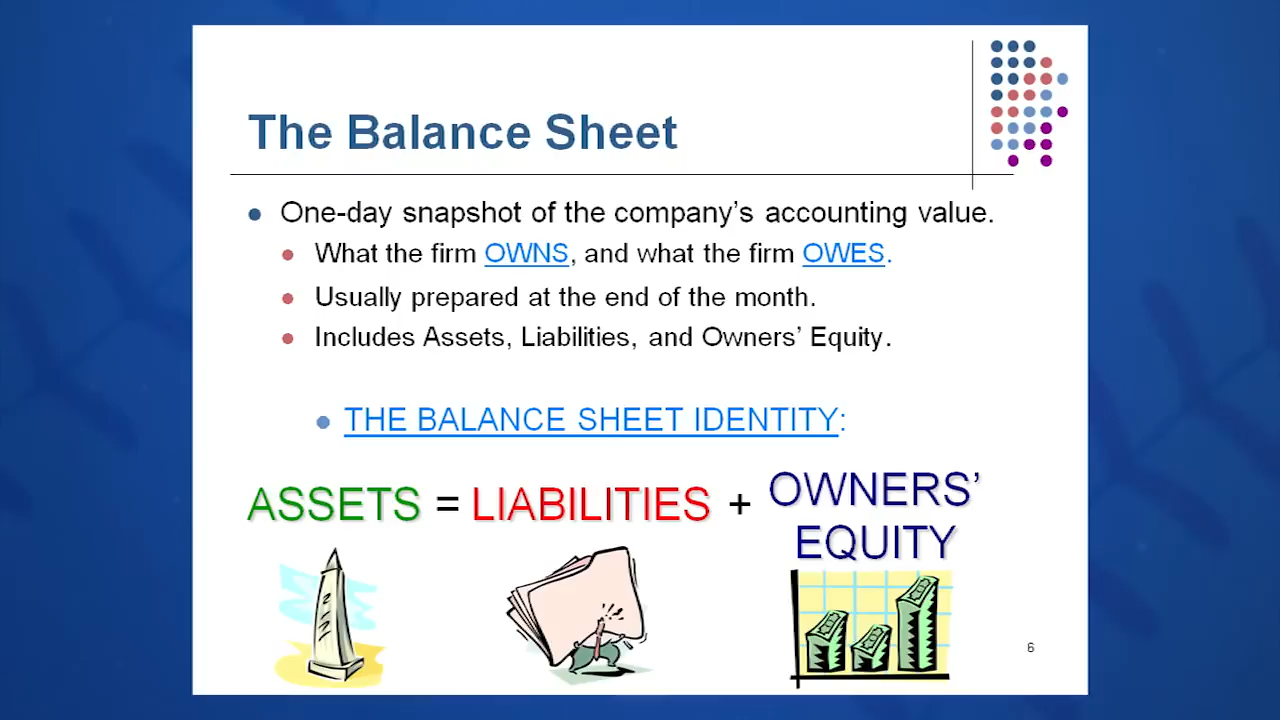 The Balance Sheet
One-day snapshot of the company's accounting value.
What the firm OWNS, and what the firm OWES.
Usually prepared at the end of the month.
Includes Assets, Liabilities, and Owners' Equity.
THE BALANCE SHEET IDENTITY:
ASSETS = LIABILITIES + OWNERS'
EQUITY
6